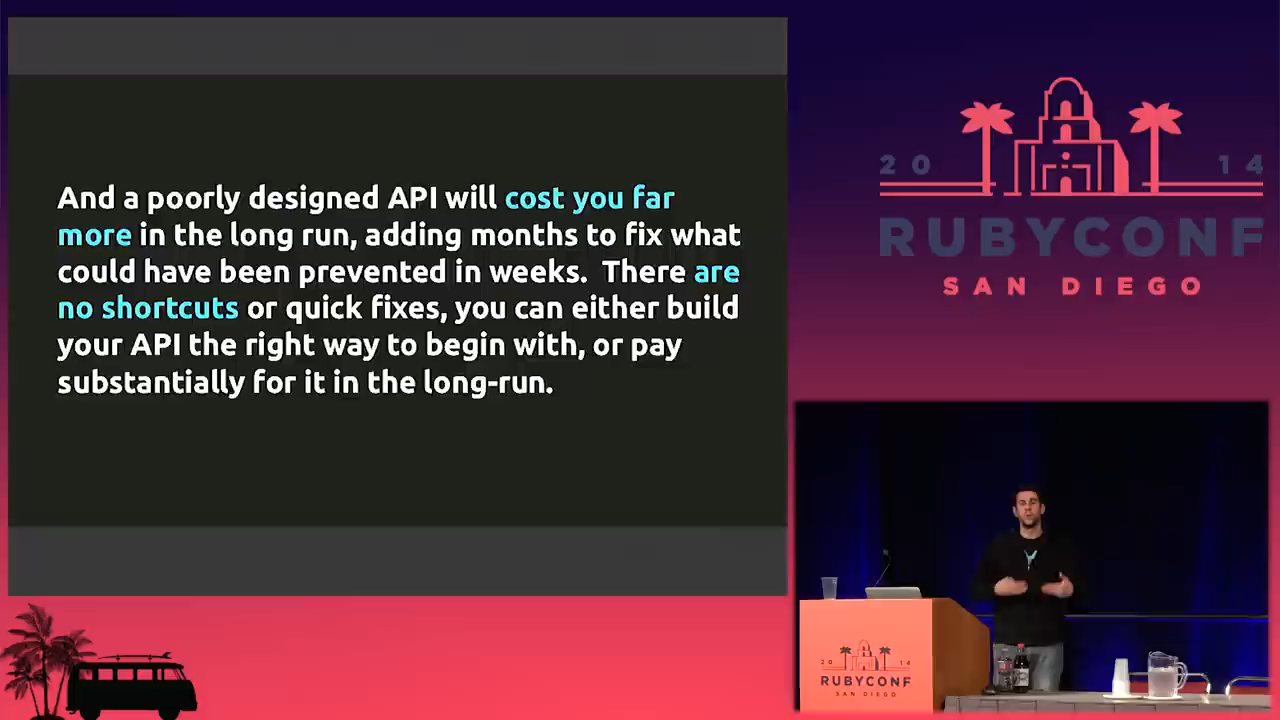 And a poorly designed API will cost you far
more in the long run, adding months to fix what
could have been prevented in weeks.  There are
no shortcuts or quick fixes, you can either build
your API the right way to begin with, or pay
substantially for it in the long-run.
20 14
RUBYCONF
SAN DIEGO
20 14
RUBYCONF
SAN DIEGO